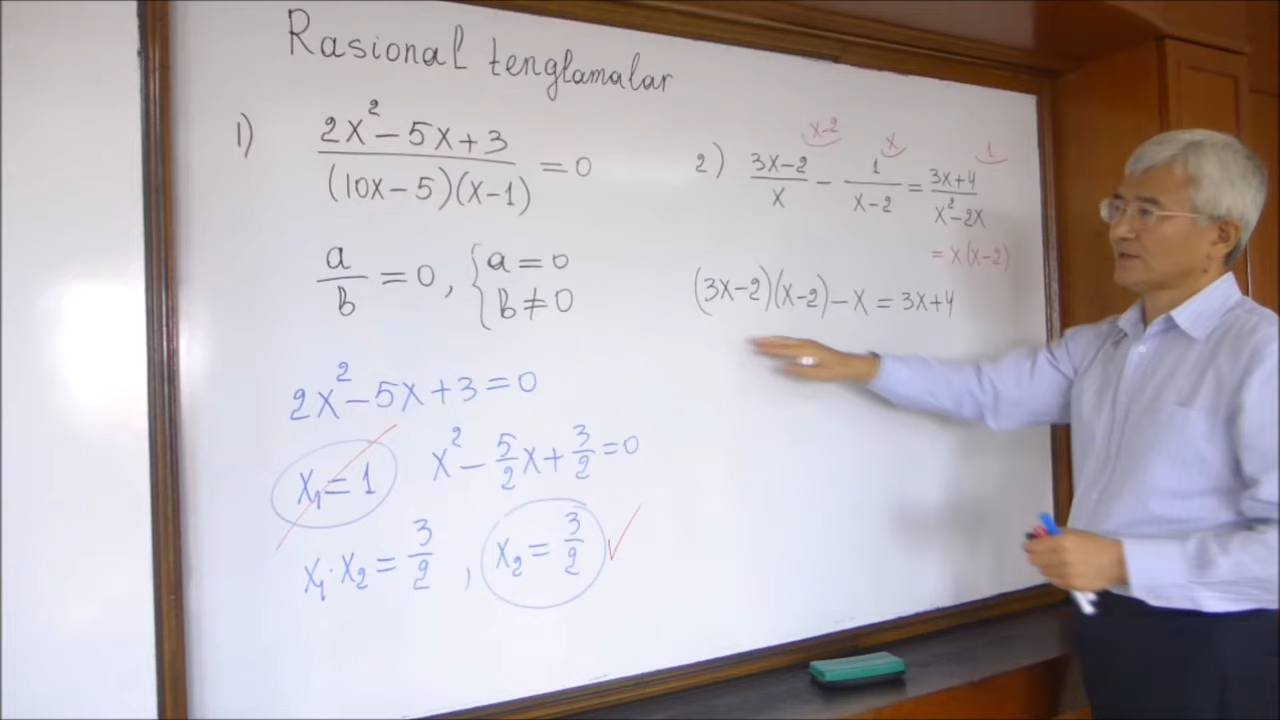 Rasional tenglamalar
1) (2x² - 5x + 3)/((10x - 5)(x - 1)) = 0
a/b = 0, { a = 0
b ≠ 0
2x² - 5x + 3 = 0
x₁ = 1 x² - 5/2 x + 3/2 = 0
x₁ · x₂ = 3/2 , x₂ = 3/2 ✓
x-2 x 1
2) (3x - 2)/x - 1/(x - 2) = (3x + 4)/(x² - 2x)
= x(x-2)
(3x - 2)(x - 2) - x = 3x + 4